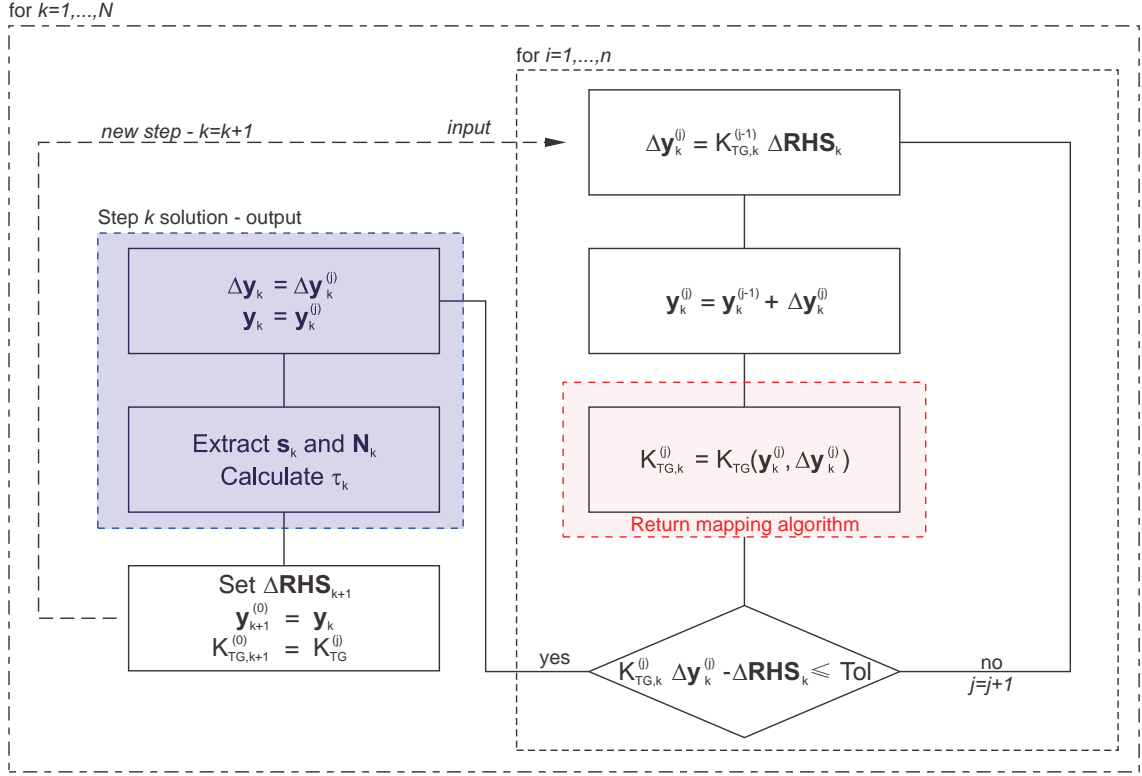 for k=1,...,N
for i=1,...,n
new step - k=k+1
input
Δy_k^(j) = K_TG,k^(j-1) ΔRHS_k
Step k solution - output
Δy_k = Δy_k^(j)
y_k = y_k^(j)
y_k^(j) = y_k^(j-1) + Δy_k^(j)
Extract s_k and N_k
Calculate τ_k
K_TG,k^(j) = K_TG(y_k^(j), Δy_k^(j))
Return mapping algorithm
Set ΔRHS_k+1
y_k+1^(0) = y_k
K_TG,k+1^(0) = K_TG^(j)
yes
K_TG,k^(j) Δy_k^(j) -ΔRHS_k ⩽ Tol
no
j=j+1